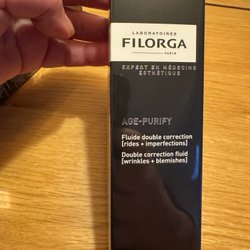 LABORATOIRES
FILORGA
PARIS
EXPERT EN MÉDECINE
ESTHÉTIQUE
AGE-PURIFY
Fluide double correction
[rides + imperfections]
Double correction fluid
[wrinkles + blemishes]